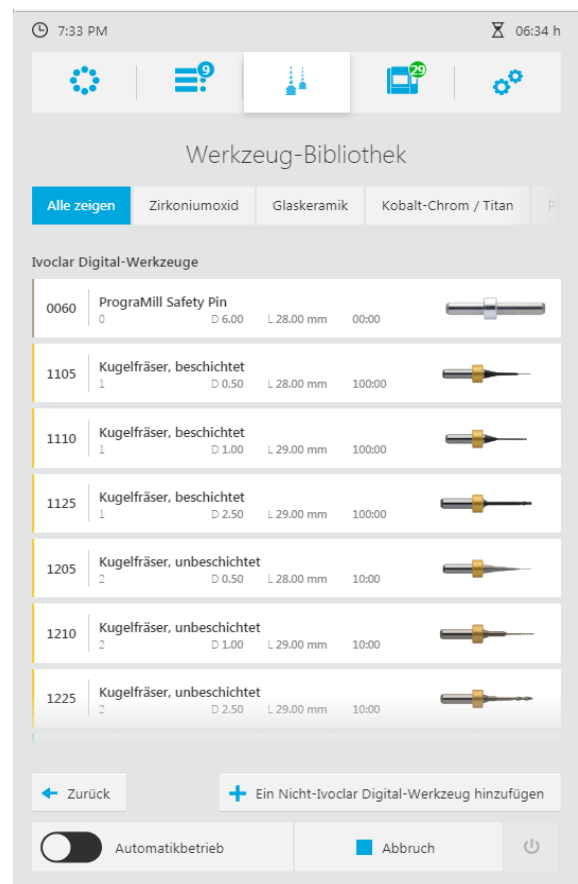 7:33 PM
06:34 h
9
29
Werkzeug-Bibliothek
Alle zeigen
Zirkoniumoxid
Glaskeramik
Kobalt-Chrom / Titan
Ivoclar Digital-Werkzeuge
0060
PrograMill Safety Pin
0 D 6.00 L 28.00 mm 00:00
1105
Kugelfräser, beschichtet
1 D 0.50 L 28.00 mm 100:00
1110
Kugelfräser, beschichtet
1 D 1.00 L 29.00 mm 100:00
1125
Kugelfräser, beschichtet
1 D 2.50 L 29.00 mm 100:00
1205
Kugelfräser, unbeschichtet
2 D 0.50 L 28.00 mm 10:00
1210
Kugelfräser, unbeschichtet
2 D 1.00 L 29.00 mm 10:00
1225
Kugelfräser, unbeschichtet
2 D 2.50 L 29.00 mm 10:00
Zurück
Ein Nicht-Ivoclar Digital-Werkzeug hinzufügen
Automatikbetrieb
Abbruch